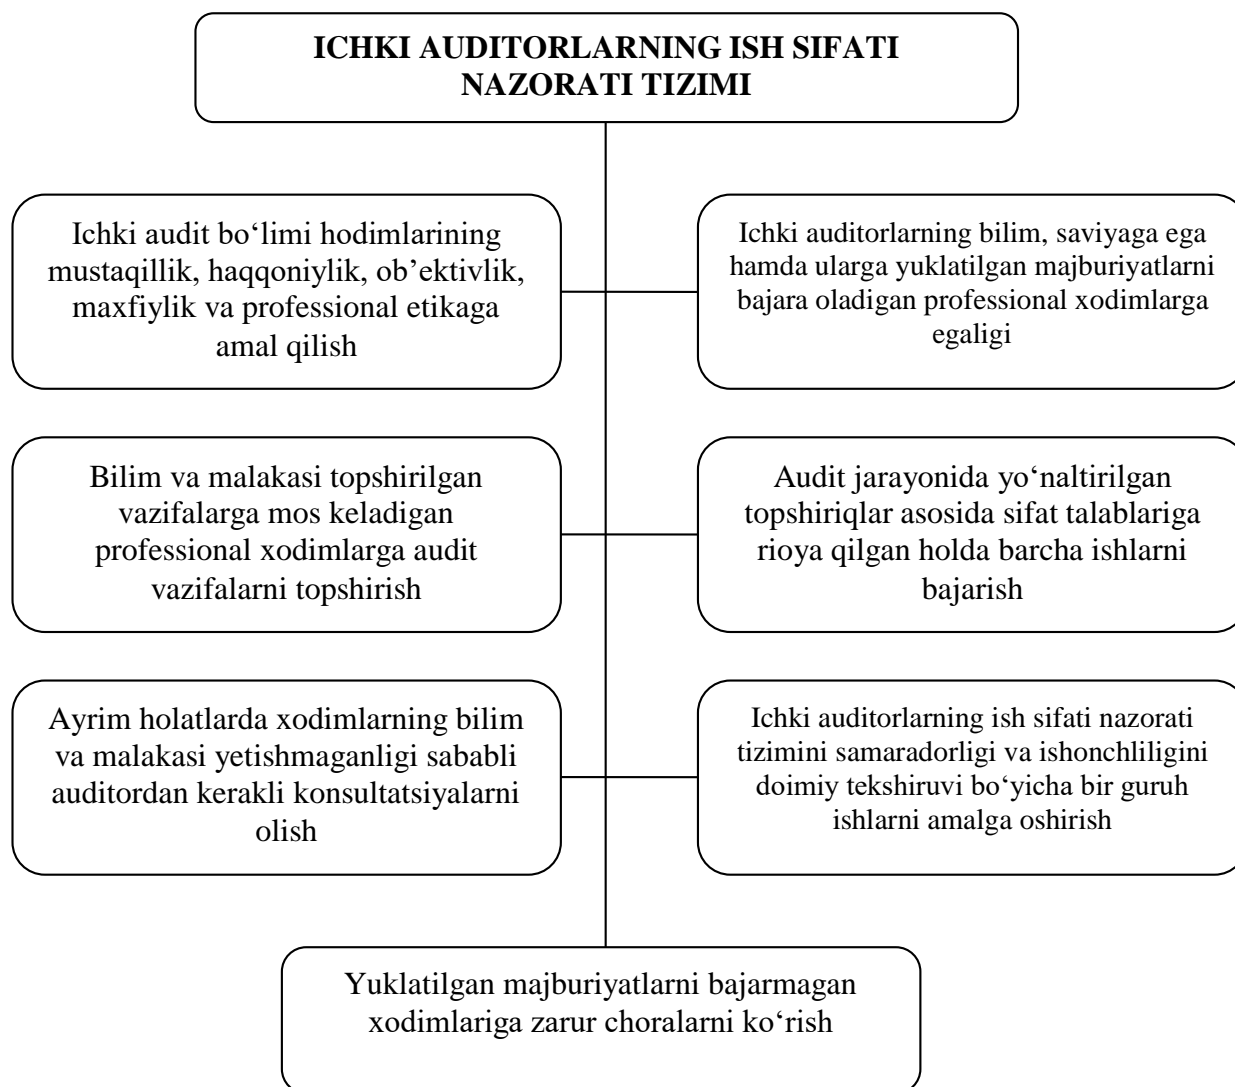 ICHKI AUDITORLARNING ISH SIFATI
NAZORATI TIZIMI
Ichki audit bo‘limi hodimlarining
mustaqillik, haqqoniylik, ob’ektivlik,
maxfiylik va professional etikaga
amal qilish
Ichki auditorlarning bilim, saviyaga ega
hamda ularga yuklatilgan majburiyatlarni
bajara oladigan professional xodimlarga
egaligi
Bilim va malakasi topshirilgan
vazifalarga mos keladigan
professional xodimlarga audit
vazifalarni topshirish
Audit jarayonida yo‘naltirilgan
topshiriqlar asosida sifat talablariga
rioya qilgan holda barcha ishlarni
bajarish
Ayrim holatlarda xodimlarning bilim
va malakasi yetishmaganligi sababli
auditordan kerakli konsultatsiyalarni
olish
Ichki auditorlarning ish sifati nazorati
tizimini samaradorligi va ishonchliligini
doimiy tekshiruvi bo‘yicha bir guruh
ishlarni amalga oshirish
Yuklatilgan majburiyatlarni bajarmagan
xodimlariga zarur choralarni ko‘rish